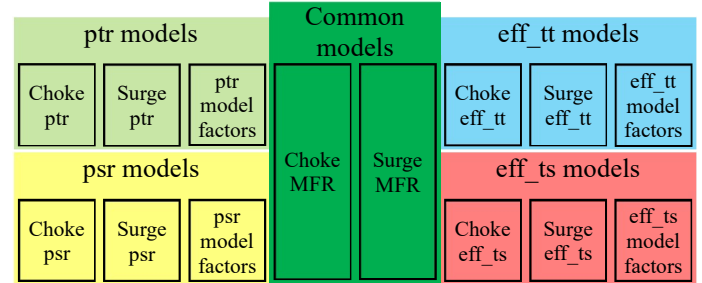 ptr models
Choke
ptr
Surge
ptr
ptr
model
factors
psr models
Choke
psr
Surge
psr
psr
model
factors
Common
models
Choke
MFR
Surge
MFR
eff_tt models
Choke
eff_tt
Surge
eff_tt
eff_tt
model
factors
eff_ts models
Choke
eff_ts
Surge
eff_ts
eff_ts
model
factors